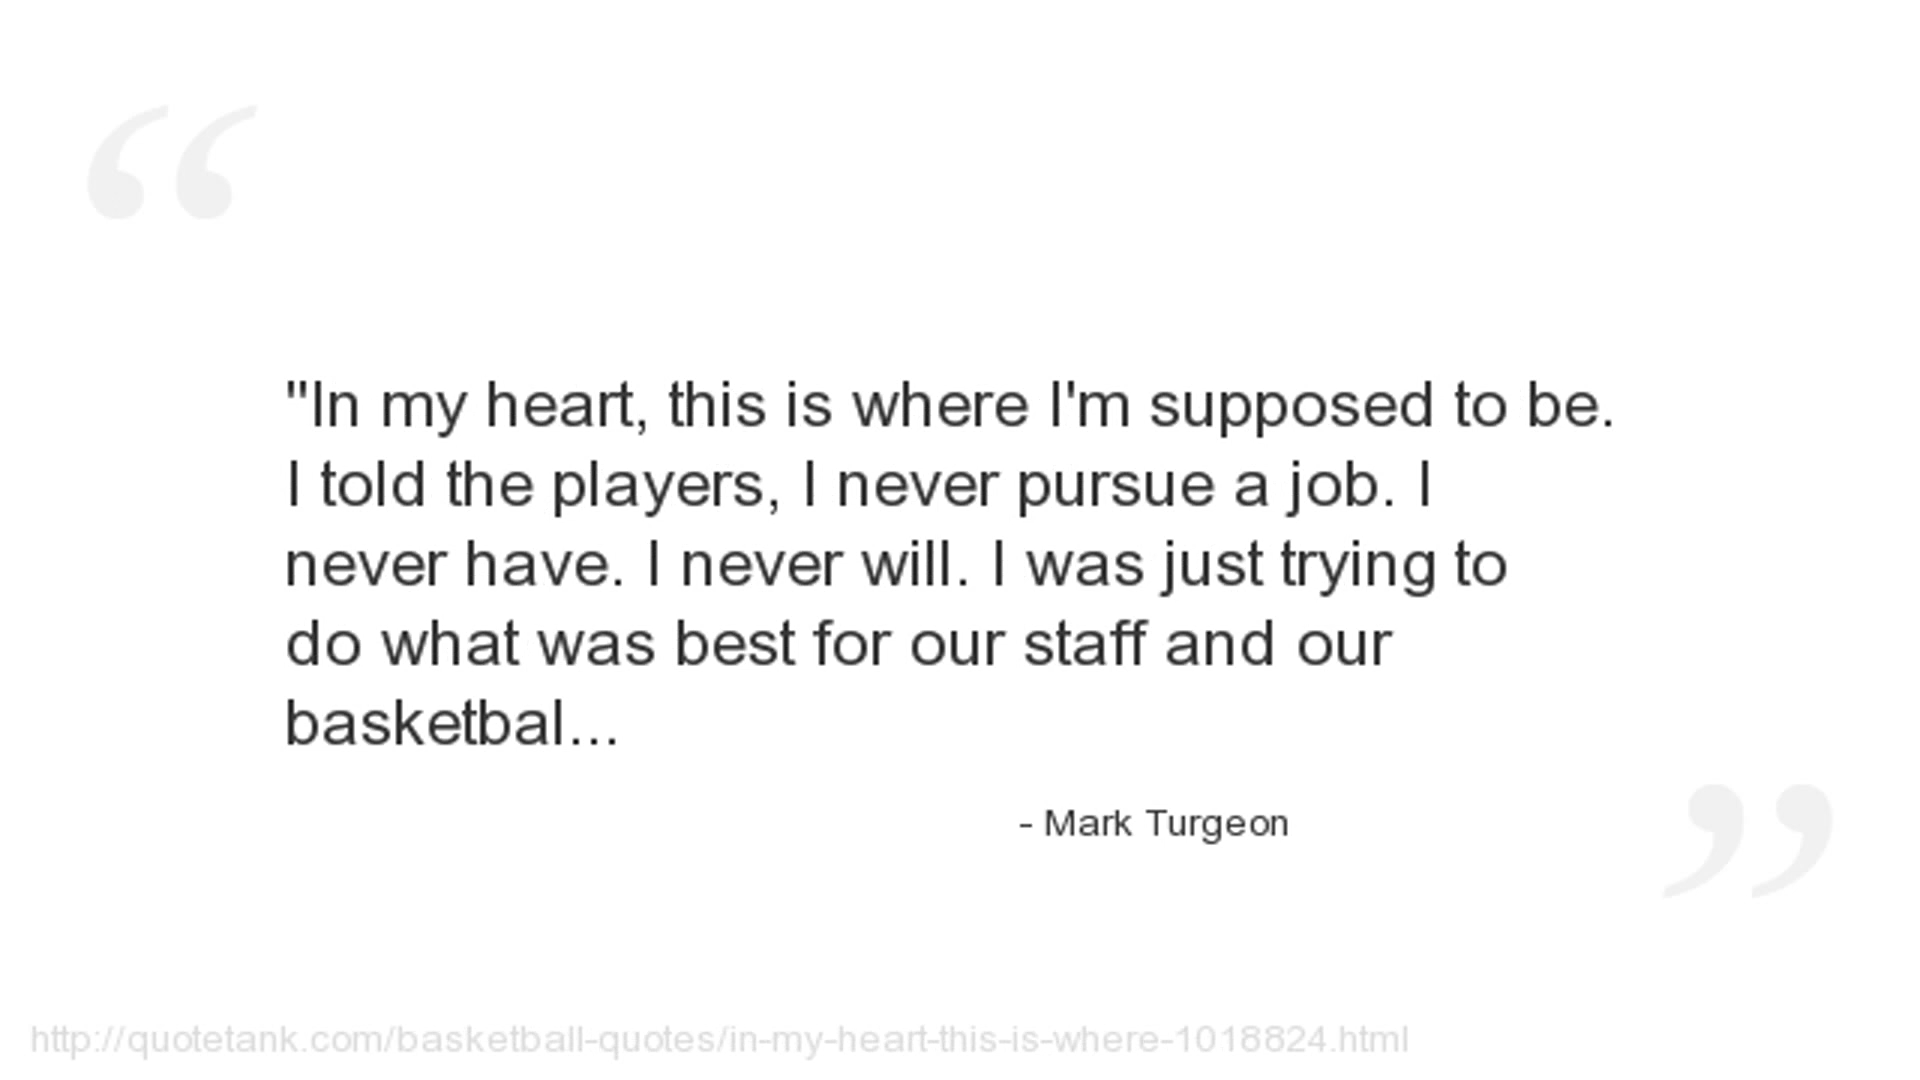 "In my heart, this is where I'm supposed to be.
I told the players, I never pursue a job. I
never have. I never will. I was just trying to
do what was best for our staff and our
basketbal...
- Mark Turgeon
http://quotetank.com/basketball-quotes/in-my-heart-this-is-where-1018824.html